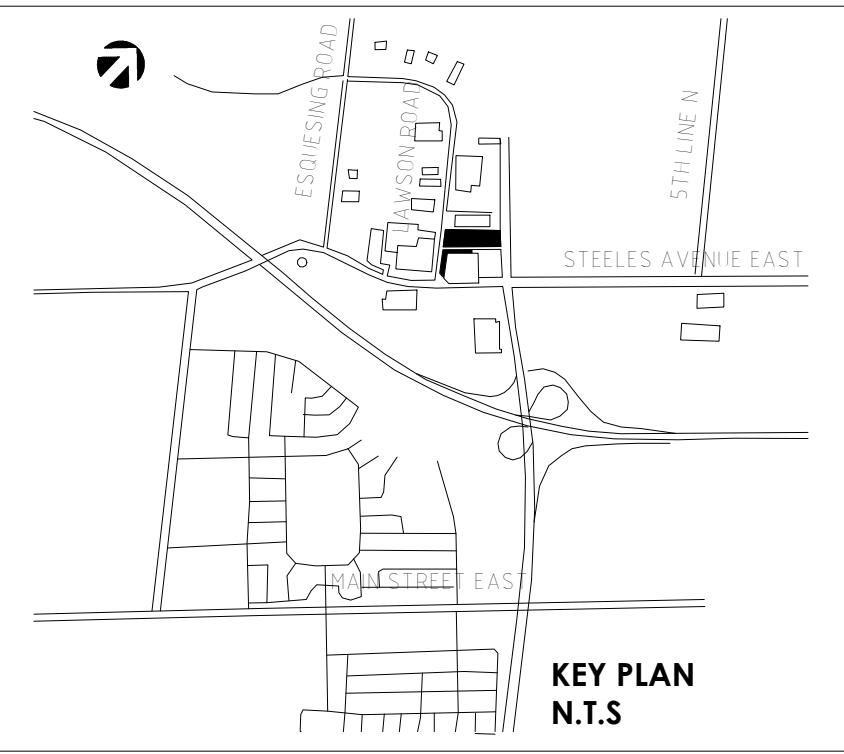 ESQUESING ROAD
LAWSON ROAD
5TH LINE N
STEELES AVENUE EAST
MAIN STREET EAST
KEY PLAN
N.T.S